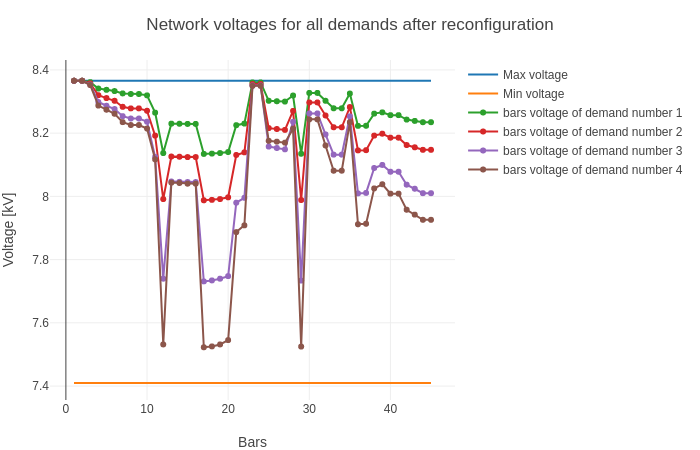 Network voltages for all demands after reconfiguration
Max voltage
Min voltage
bars voltage of demand number 1
bars voltage of demand number 2
bars voltage of demand number 3
bars voltage of demand number 4
Voltage [kV]
8.4
8.2
8
7.8
7.6
7.4
0 10 20 30 40
Bars